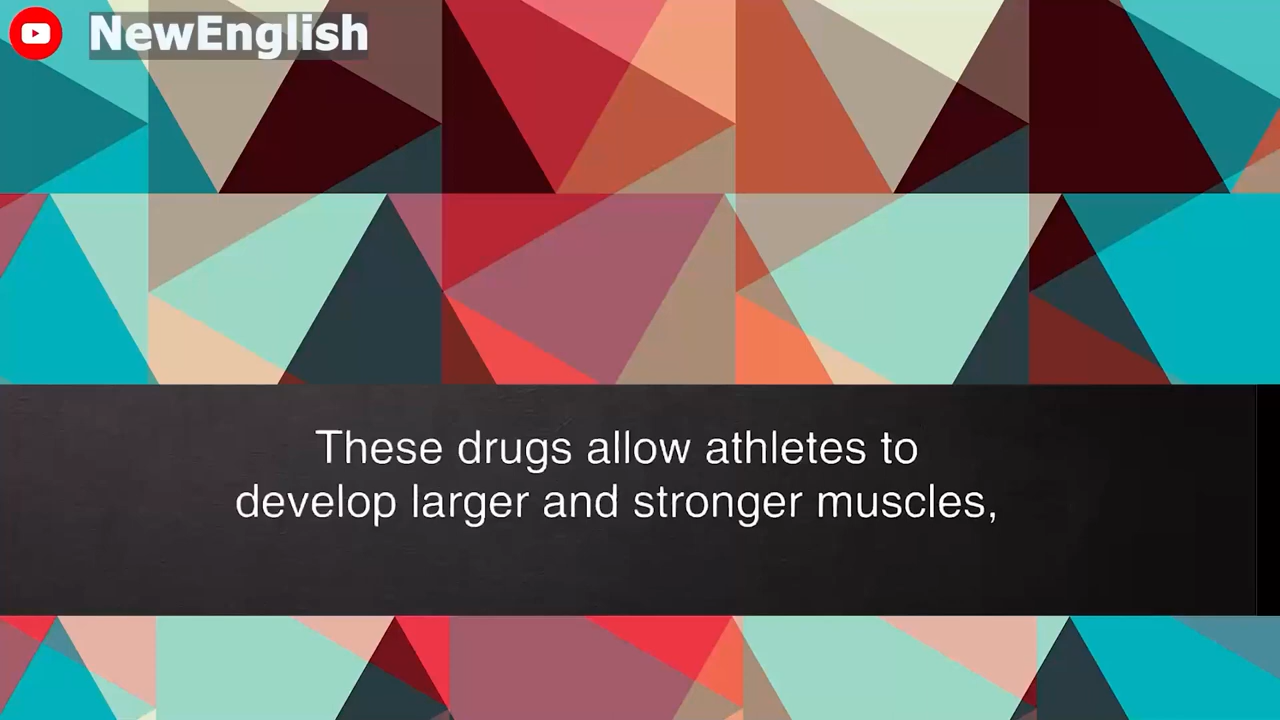 NewEnglish
These drugs allow athletes to
develop larger and stronger muscles,